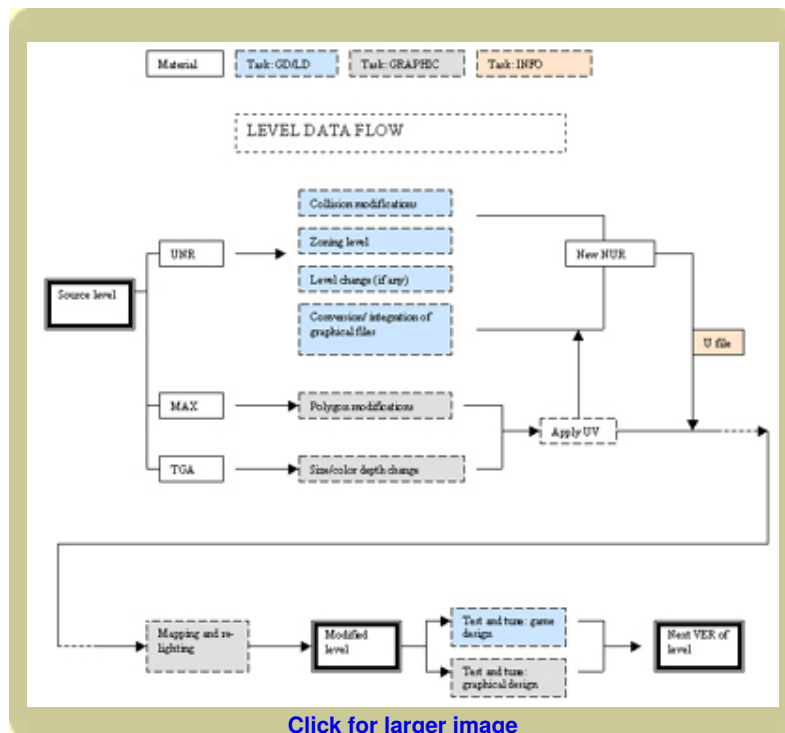 Material
Task: GD/LD
Task: GRAPHIC
Task: INFO
LEVEL DATA FLOW
Collision modifications
Zoning level
Level change (if any)
Conversion/ integration of
graphical files
UNR
New NUR
Source level
U file
MAX
Polygon modifications
Apply UV
TGA
Size/color depth change
Mapping and re-
lighting
Modified
level
Test and tune: game
design
Test and tune:
graphical design
Next VER of
level
Click for larger image